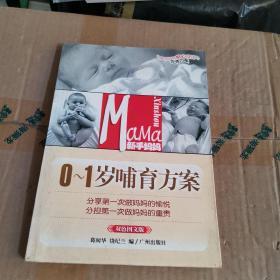 Xinshou
MaMa
新手妈妈
0~1岁哺育方案
分享第一次做妈妈的愉悦
分担第一次做妈妈的重责
双色图文版
编/广州出版社